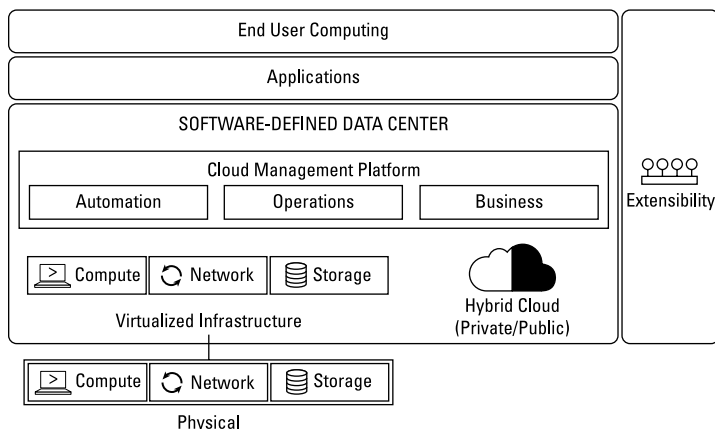 End User Computing
Applications
SOFTWARE-DEFINED DATA CENTER
Cloud Management Platform
Automation
Operations
Business
Extensibility
Compute
Network
Storage
Hybrid Cloud
(Private/Public)
Virtualized Infrastructure
Compute
Network
Storage
Physical